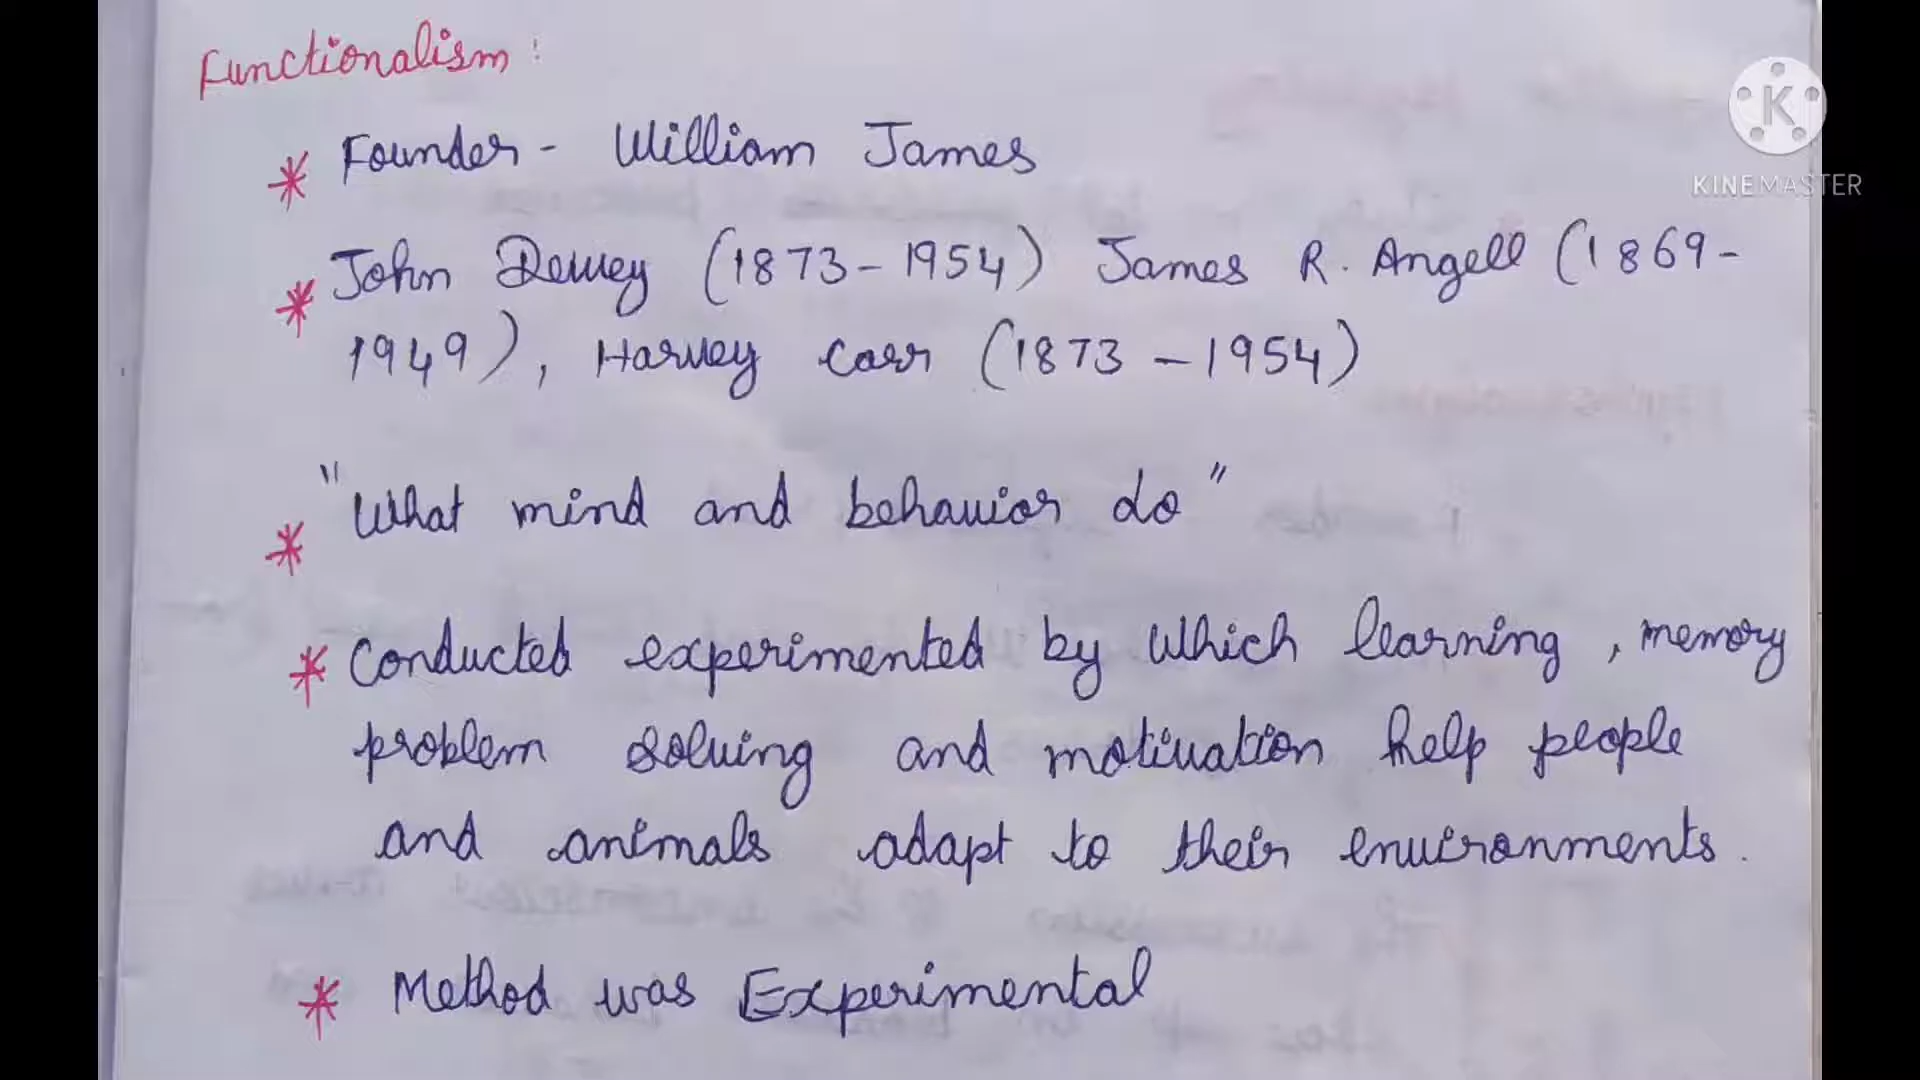 Functionalism :
* Founder - William James
* John Dewey (1873-1954) James R. Angell (1869-
1949), Harvey Carr (1873-1954)
* "What mind and behavior do"
* Conducted experimented by which learning, memory
problem solving and motivation help people
and animals adapt to their environments.
* Method was Experimental
K
KINEMASTER